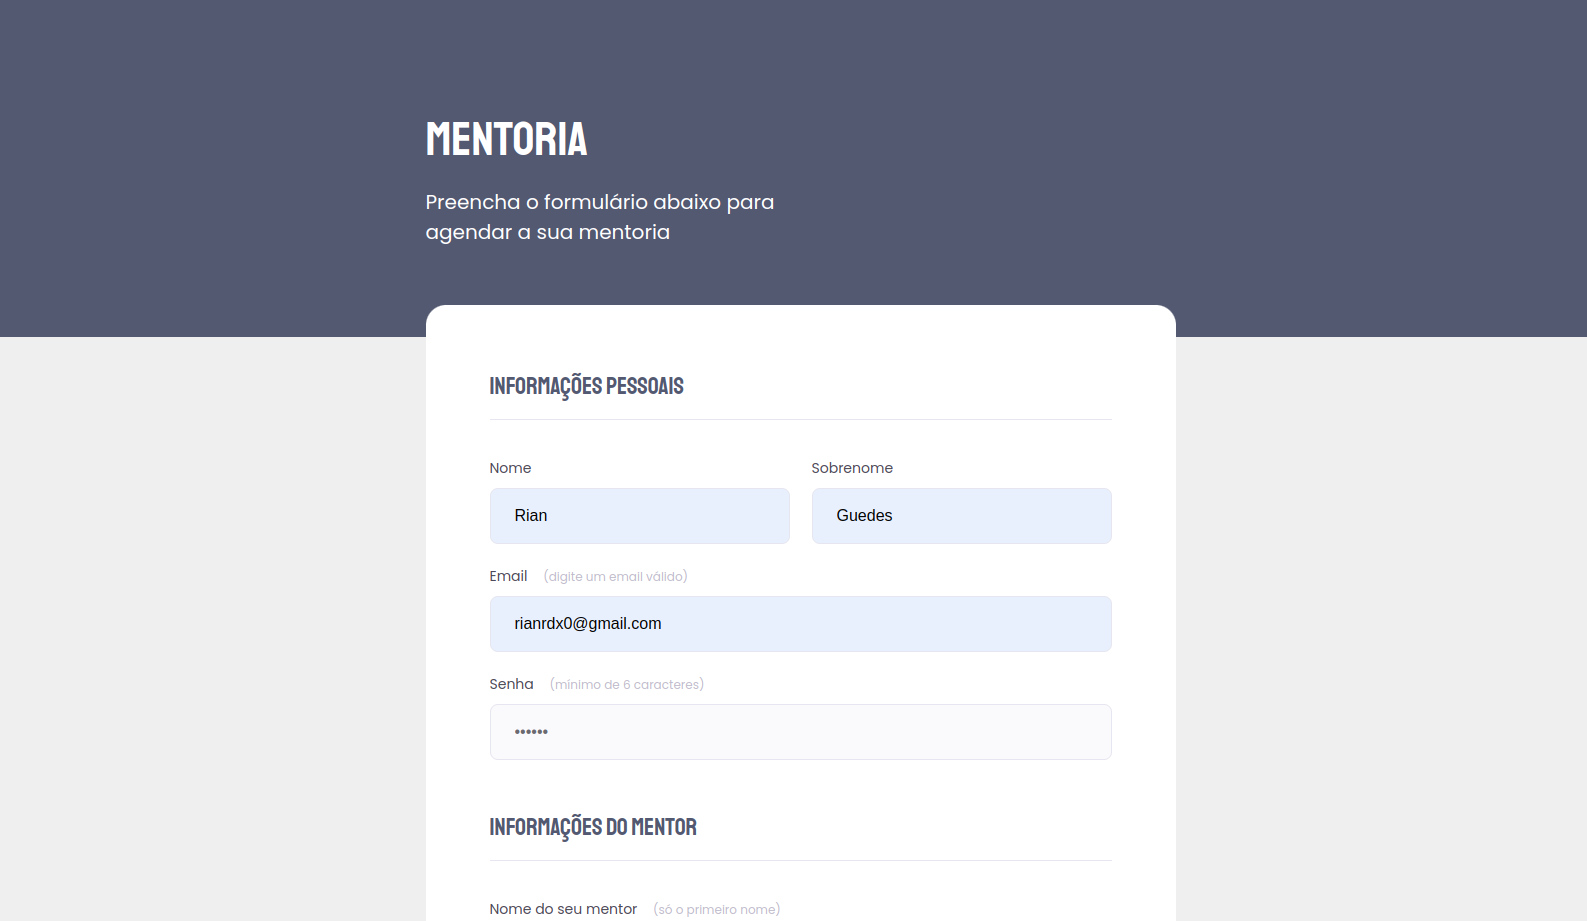 MENTORIA
Preencha o formulário abaixo para
agendar a sua mentoria
INFORMAÇÕES PESSOAIS
Nome
Sobrenome
Rian
Guedes
Email (digite um email válido)
rianrdx0@gmail.com
Senha (mínimo de 6 caracteres)
••••••
INFORMAÇÕES DO MENTOR
Nome do seu mentor (só o primeiro nome)